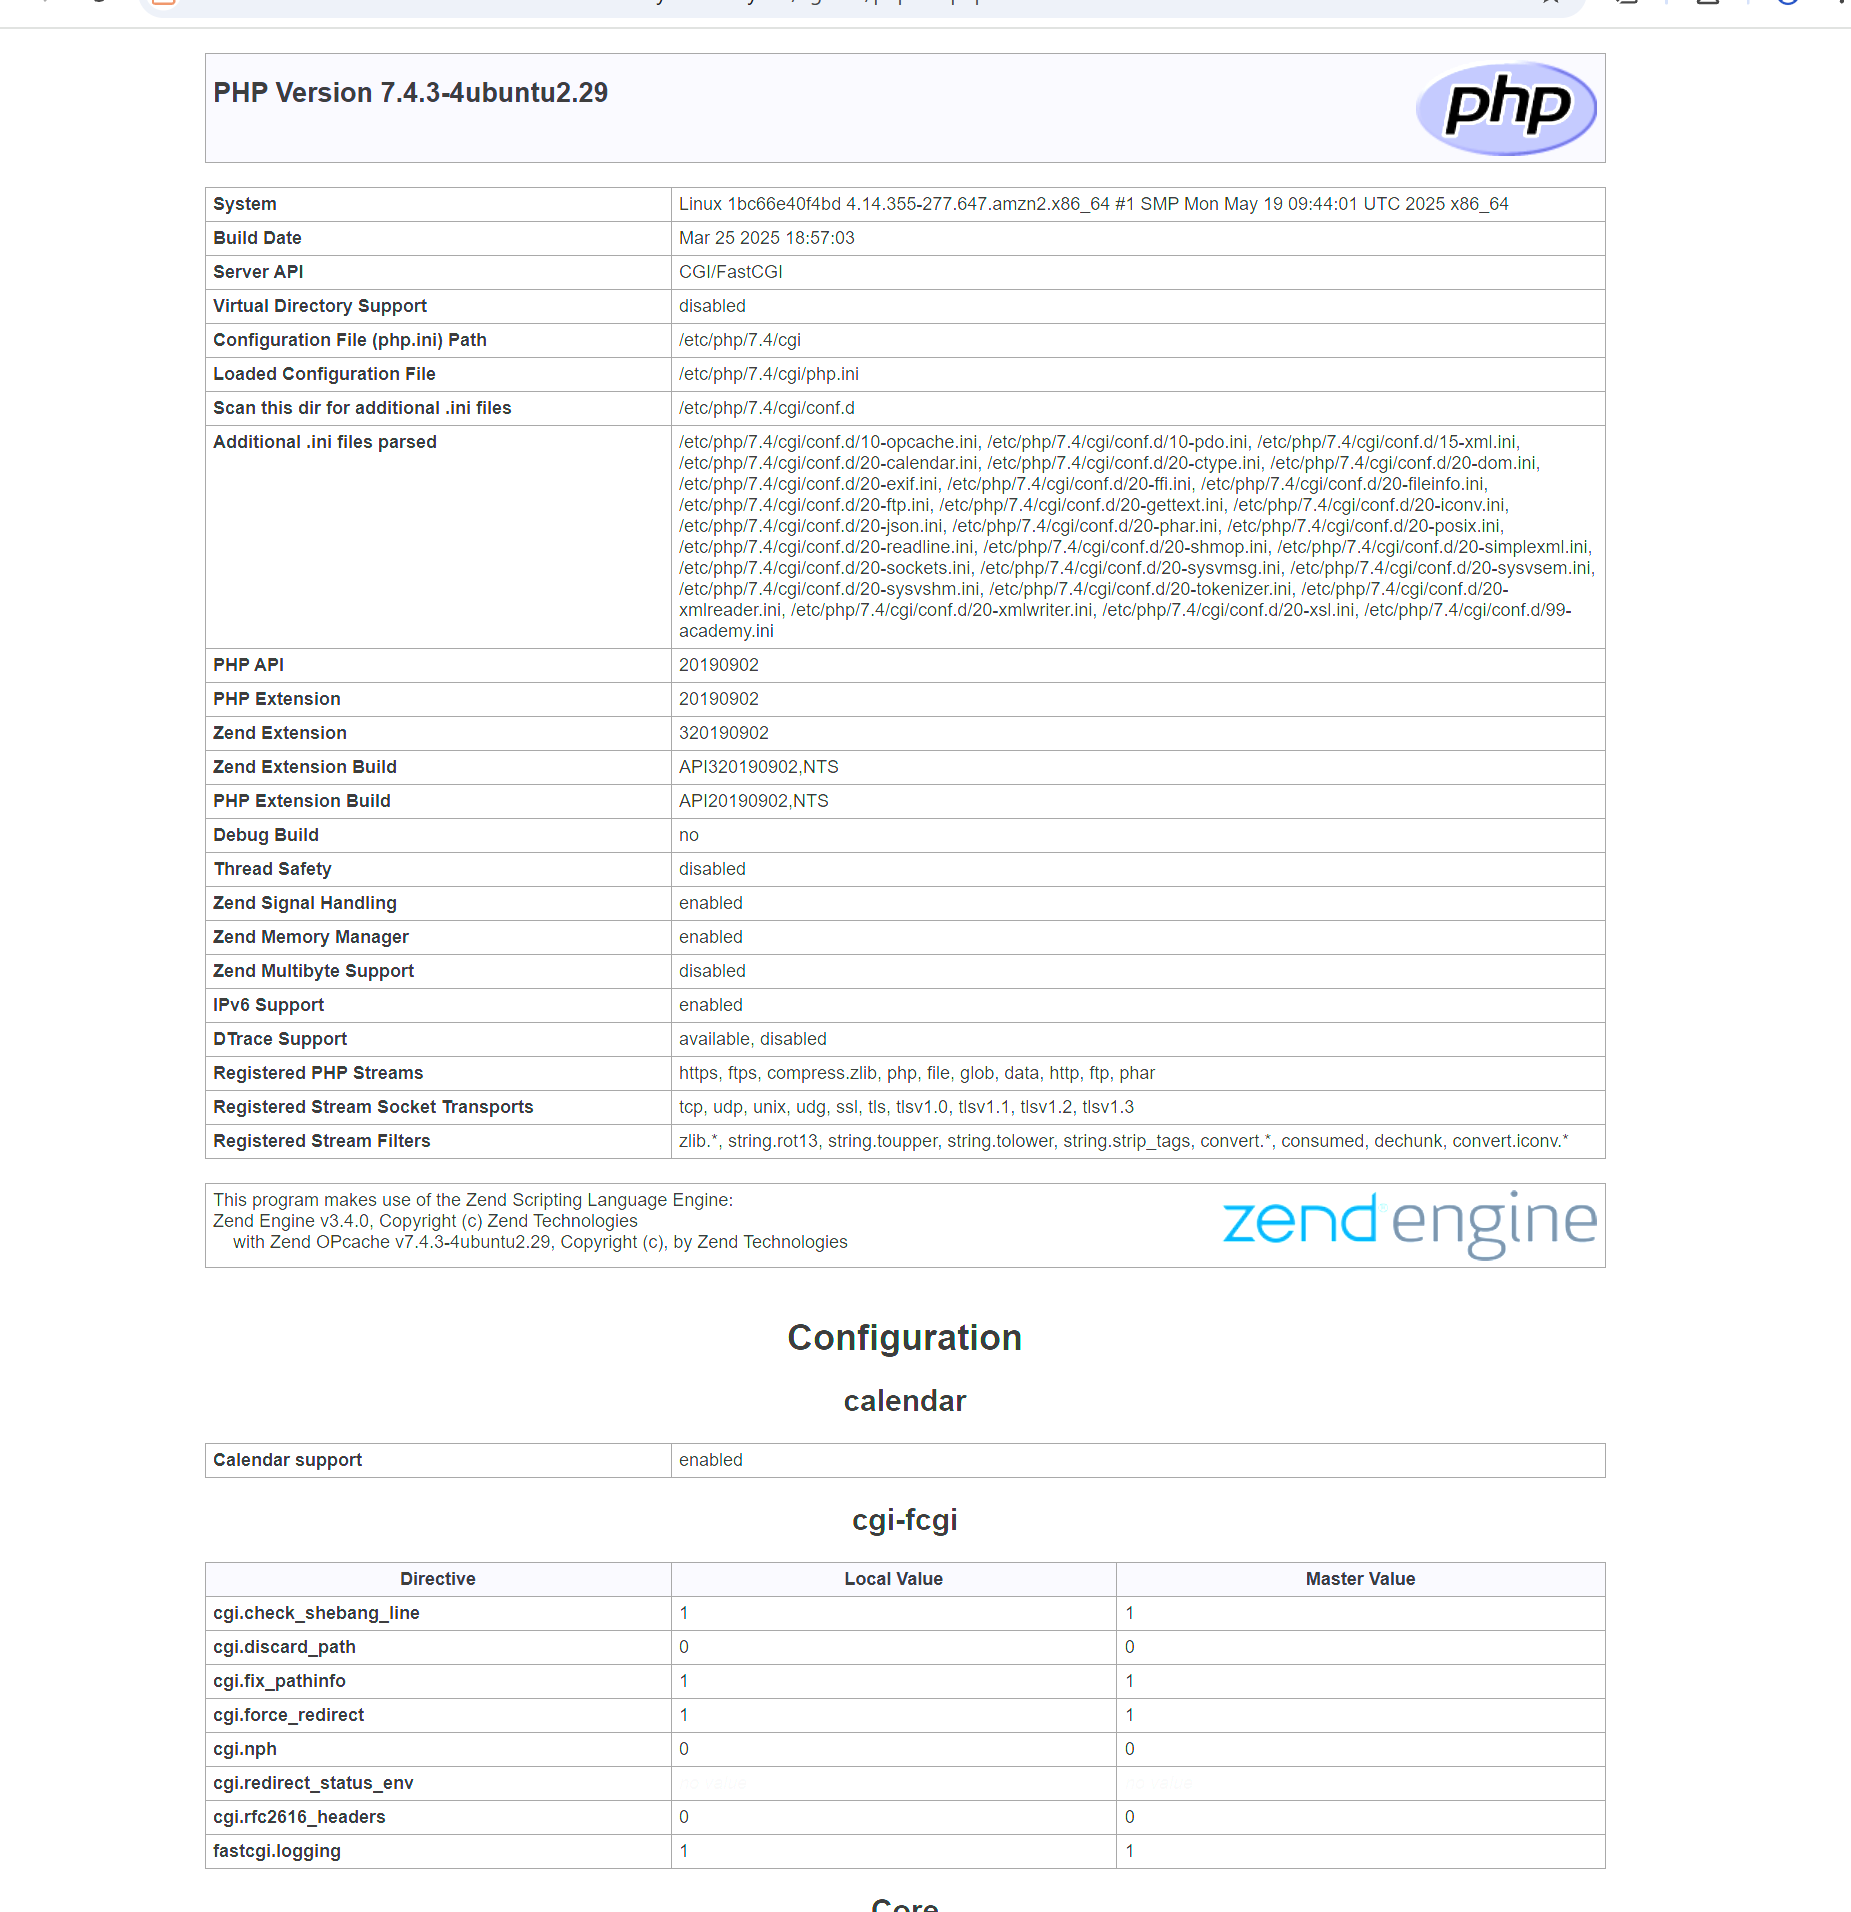 PHP Version 7.4.3-4ubuntu2.29
php
System Linux 1bc66e40f4bd 4.14.355-277.647.amzn2.x86_64 #1 SMP Mon May 19 09:44:01 UTC 2025 x86_64
Build Date Mar 25 2025 18:57:03
Server API CGI/FastCGI
Virtual Directory Support disabled
Configuration File (php.ini) Path /etc/php/7.4/cgi
Loaded Configuration File /etc/php/7.4/cgi/php.ini
Scan this dir for additional .ini files /etc/php/7.4/cgi/conf.d
Additional .ini files parsed /etc/php/7.4/cgi/conf.d/10-opcache.ini, /etc/php/7.4/cgi/conf.d/10-pdo.ini, /etc/php/7.4/cgi/conf.d/15-xml.ini,
/etc/php/7.4/cgi/conf.d/20-calendar.ini, /etc/php/7.4/cgi/conf.d/20-ctype.ini, /etc/php/7.4/cgi/conf.d/20-dom.ini,
/etc/php/7.4/cgi/conf.d/20-exif.ini, /etc/php/7.4/cgi/conf.d/20-ffi.ini, /etc/php/7.4/cgi/conf.d/20-fileinfo.ini,
/etc/php/7.4/cgi/conf.d/20-ftp.ini, /etc/php/7.4/cgi/conf.d/20-gettext.ini, /etc/php/7.4/cgi/conf.d/20-iconv.ini,
/etc/php/7.4/cgi/conf.d/20-json.ini, /etc/php/7.4/cgi/conf.d/20-phar.ini, /etc/php/7.4/cgi/conf.d/20-posix.ini,
/etc/php/7.4/cgi/conf.d/20-readline.ini, /etc/php/7.4/cgi/conf.d/20-shmop.ini, /etc/php/7.4/cgi/conf.d/20-simplexml.ini,
/etc/php/7.4/cgi/conf.d/20-sockets.ini, /etc/php/7.4/cgi/conf.d/20-sysvmsg.ini, /etc/php/7.4/cgi/conf.d/20-sysvsem.ini,
/etc/php/7.4/cgi/conf.d/20-sysvshm.ini, /etc/php/7.4/cgi/conf.d/20-tokenizer.ini, /etc/php/7.4/cgi/conf.d/20-
xmlreader.ini, /etc/php/7.4/cgi/conf.d/20-xmlwriter.ini, /etc/php/7.4/cgi/conf.d/20-xsl.ini, /etc/php/7.4/cgi/conf.d/99-
academy.ini
PHP API 20190902
PHP Extension 20190902
Zend Extension 320190902
Zend Extension Build API320190902,NTS
PHP Extension Build API20190902,NTS
Debug Build no
Thread Safety disabled
Zend Signal Handling enabled
Zend Memory Manager enabled
Zend Multibyte Support disabled
IPv6 Support enabled
DTrace Support available, disabled
Registered PHP Streams https, ftps, compress.zlib, php, file, glob, data, http, ftp, phar
Registered Stream Socket Transports tcp, udp, unix, udg, ssl, tls, tlsv1.0, tlsv1.1, tlsv1.2, tlsv1.3
Registered Stream Filters zlib.*, string.rot13, string.toupper, string.tolower, string.strip_tags, convert.*, consumed, dechunk, convert.iconv.*
This program makes use of the Zend Scripting Language Engine:
Zend Engine v3.4.0, Copyright (c) Zend Technologies
with Zend OPcache v7.4.3-4ubuntu2.29, Copyright (c), by Zend Technologies
zend engine
Configuration
calendar
Calendar support enabled
cgi-fcgi
Directive Local Value Master Value
cgi.check_shebang_line 1 1
cgi.discard_path 0 0
cgi.fix_pathinfo 1 1
cgi.force_redirect 1 1
cgi.nph 0 0
cgi.redirect_status_env no value no value
cgi.rfc2616_headers 0 0
fastcgi.logging 1 1
Core